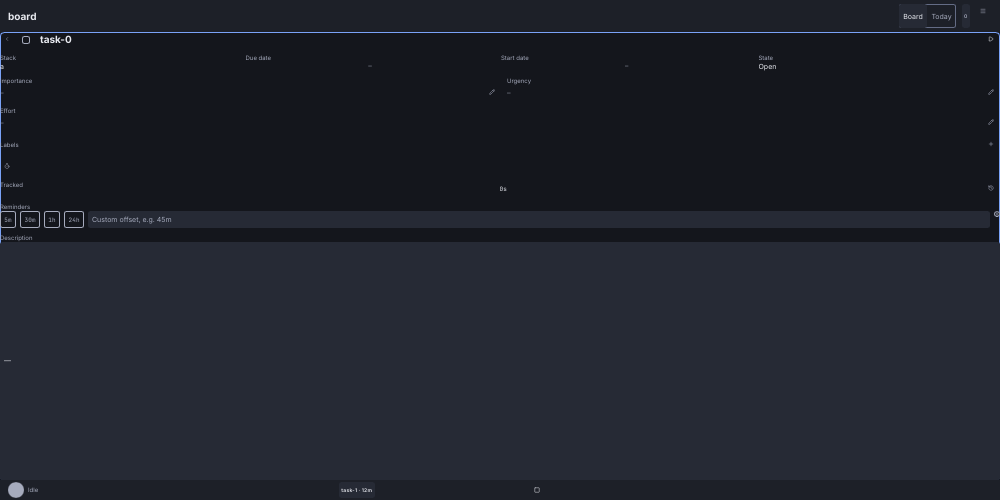 board
Board Today 0
task-0
Stack Due date Start date State
a – – Open
Importance Urgency
– –
Effort
–
Labels
Tracked
8s
Reminders
5m 30m 1h 24h Custom offset, e.g. 45m
Description
—
Idle task-1 · 12m